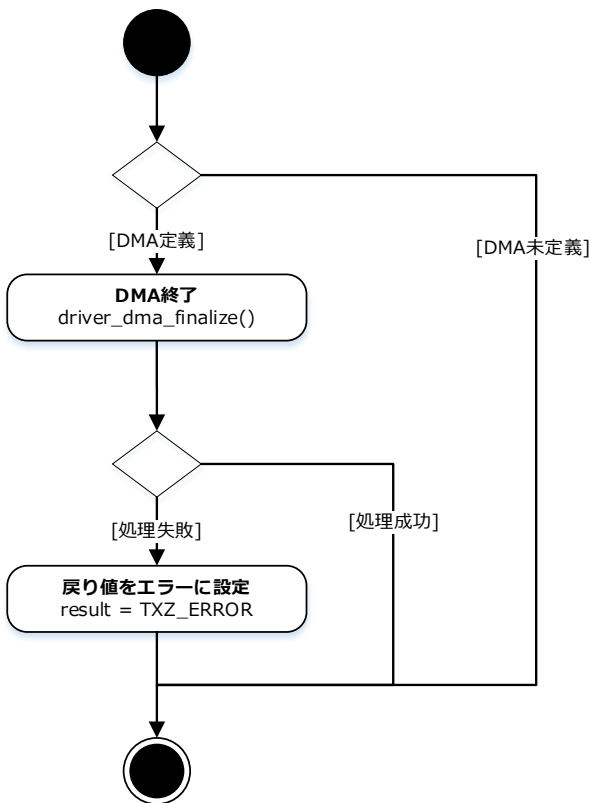 [DMA定義]
[DMA未定義]
DMA終了
driver_dma_finalize()
[処理失敗]
[処理成功]
戻り値をエラーに設定
result = TXZ_ERROR